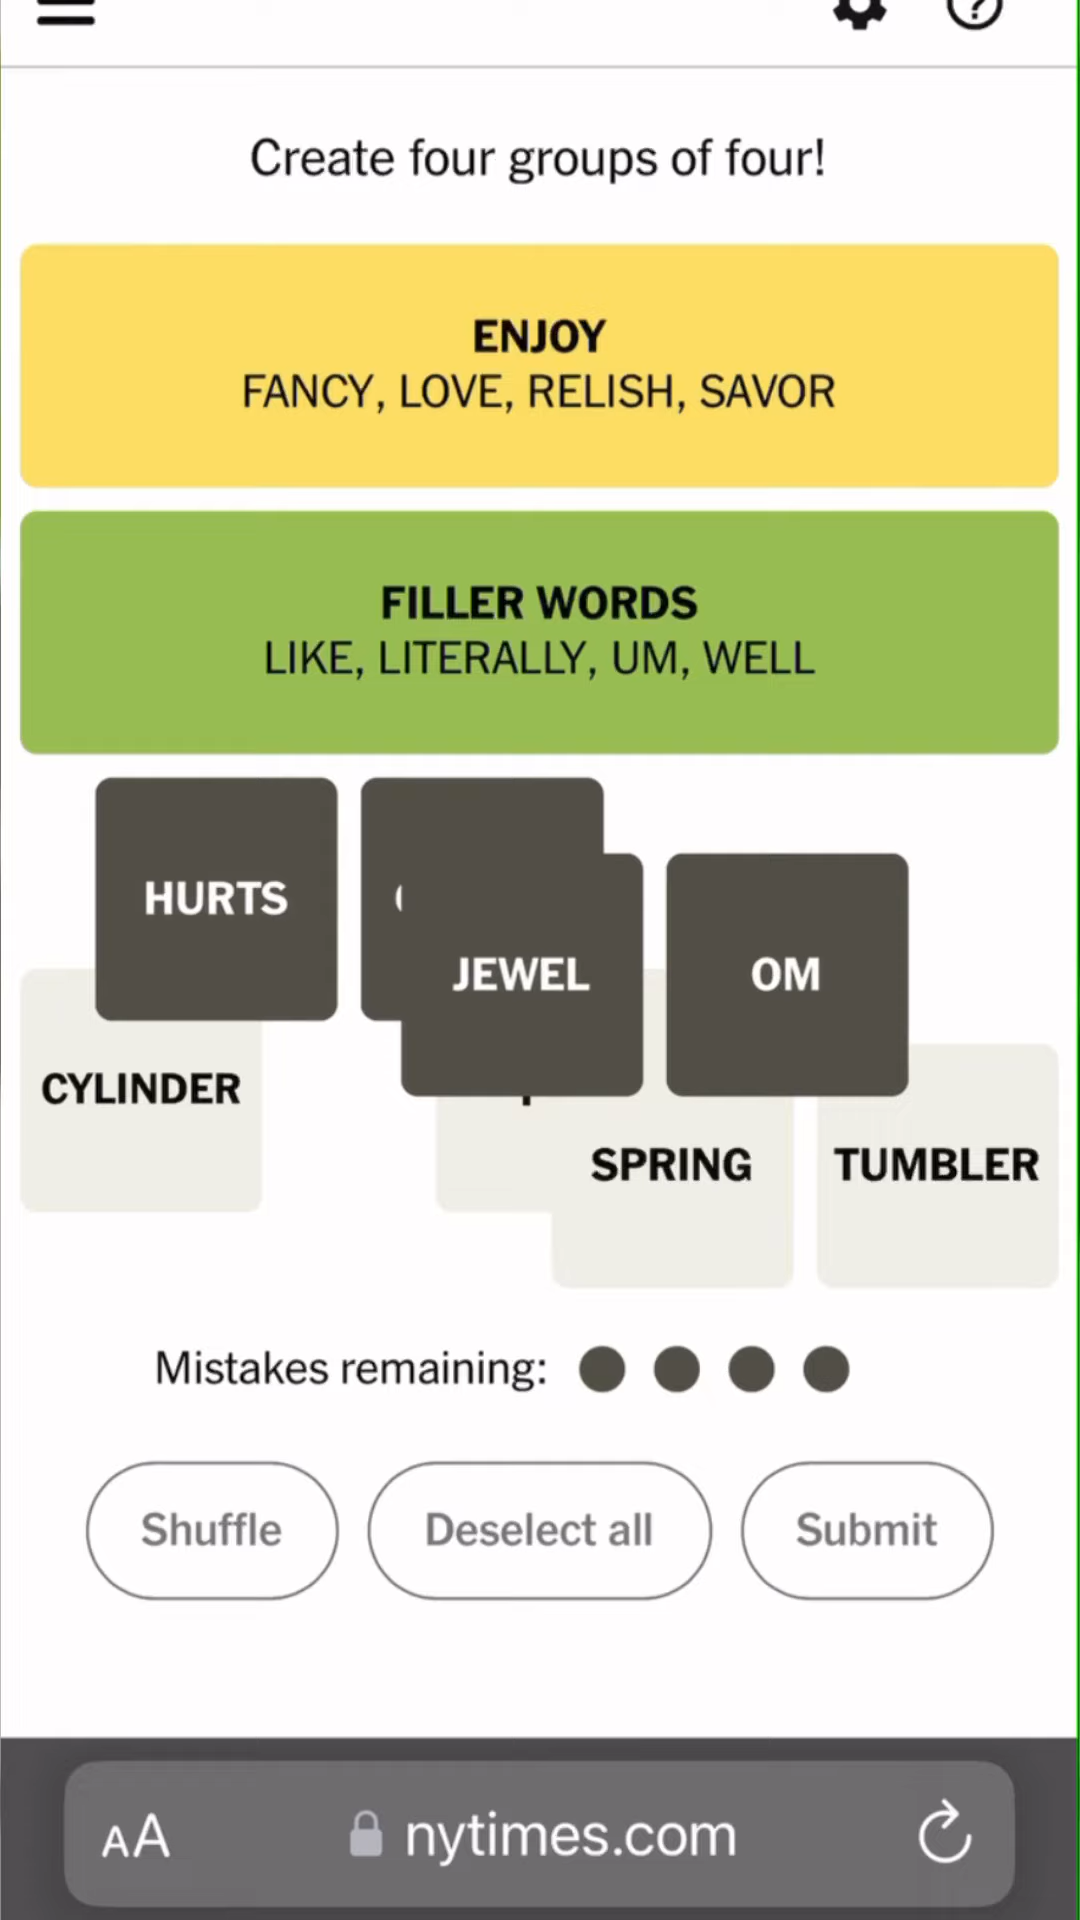 Create four groups of four!
ENJOY
FANCY, LOVE, RELISH, SAVOR
FILLER WORDS
LIKE, LITERALLY, UM, WELL
HURTS
JEWEL
OM
CYLINDER
SPRING
TUMBLER
Mistakes remaining:
Shuffle
Deselect all
Submit
AA
nytimes.com